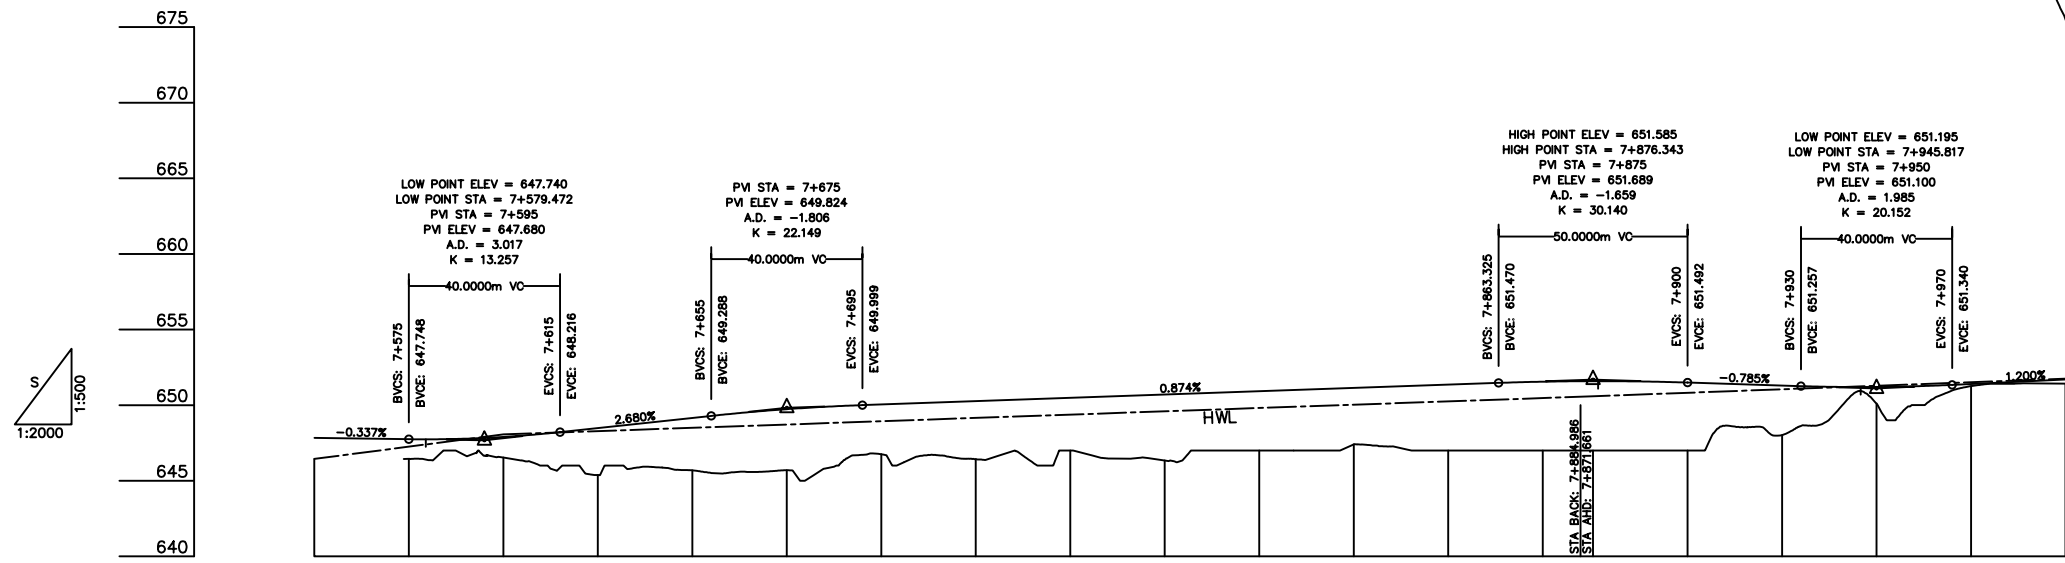 675
670
665
660
655
650
645
640
S
1:500
1:2000
LOW POINT ELEV = 647.740
LOW POINT STA = 7+579.472
PVI STA = 7+595
PVI ELEV = 647.680
A.D. = 3.017
K = 13.257
40.0000m VC
BVCS: 7+575
BVCE: 647.748
EVCS: 7+615
EVCE: 648.216
PVI STA = 7+675
PVI ELEV = 649.824
A.D. = -1.806
K = 22.149
40.0000m VC
BVCS: 7+655
BVCE: 649.288
EVCS: 7+695
EVCE: 649.999
HIGH POINT ELEV = 651.585
HIGH POINT STA = 7+876.343
PVI STA = 7+875
PVI ELEV = 651.689
A.D. = -1.659
K = 30.140
50.0000m VC
BVCS: 7+863.325
BVCE: 651.470
EVCS: 7+900
EVCE: 651.492
LOW POINT ELEV = 651.195
LOW POINT STA = 7+945.817
PVI STA = 7+950
PVI ELEV = 651.100
A.D. = 1.985
K = 20.152
40.0000m VC
BVCS: 7+930
BVCE: 651.257
EVCS: 7+970
EVCE: 651.340
-0.337%
2.680%
0.874%
-0.785%
1.200%
HWL
STA BACK: 7+884.986
STA AHD: 7+871.661